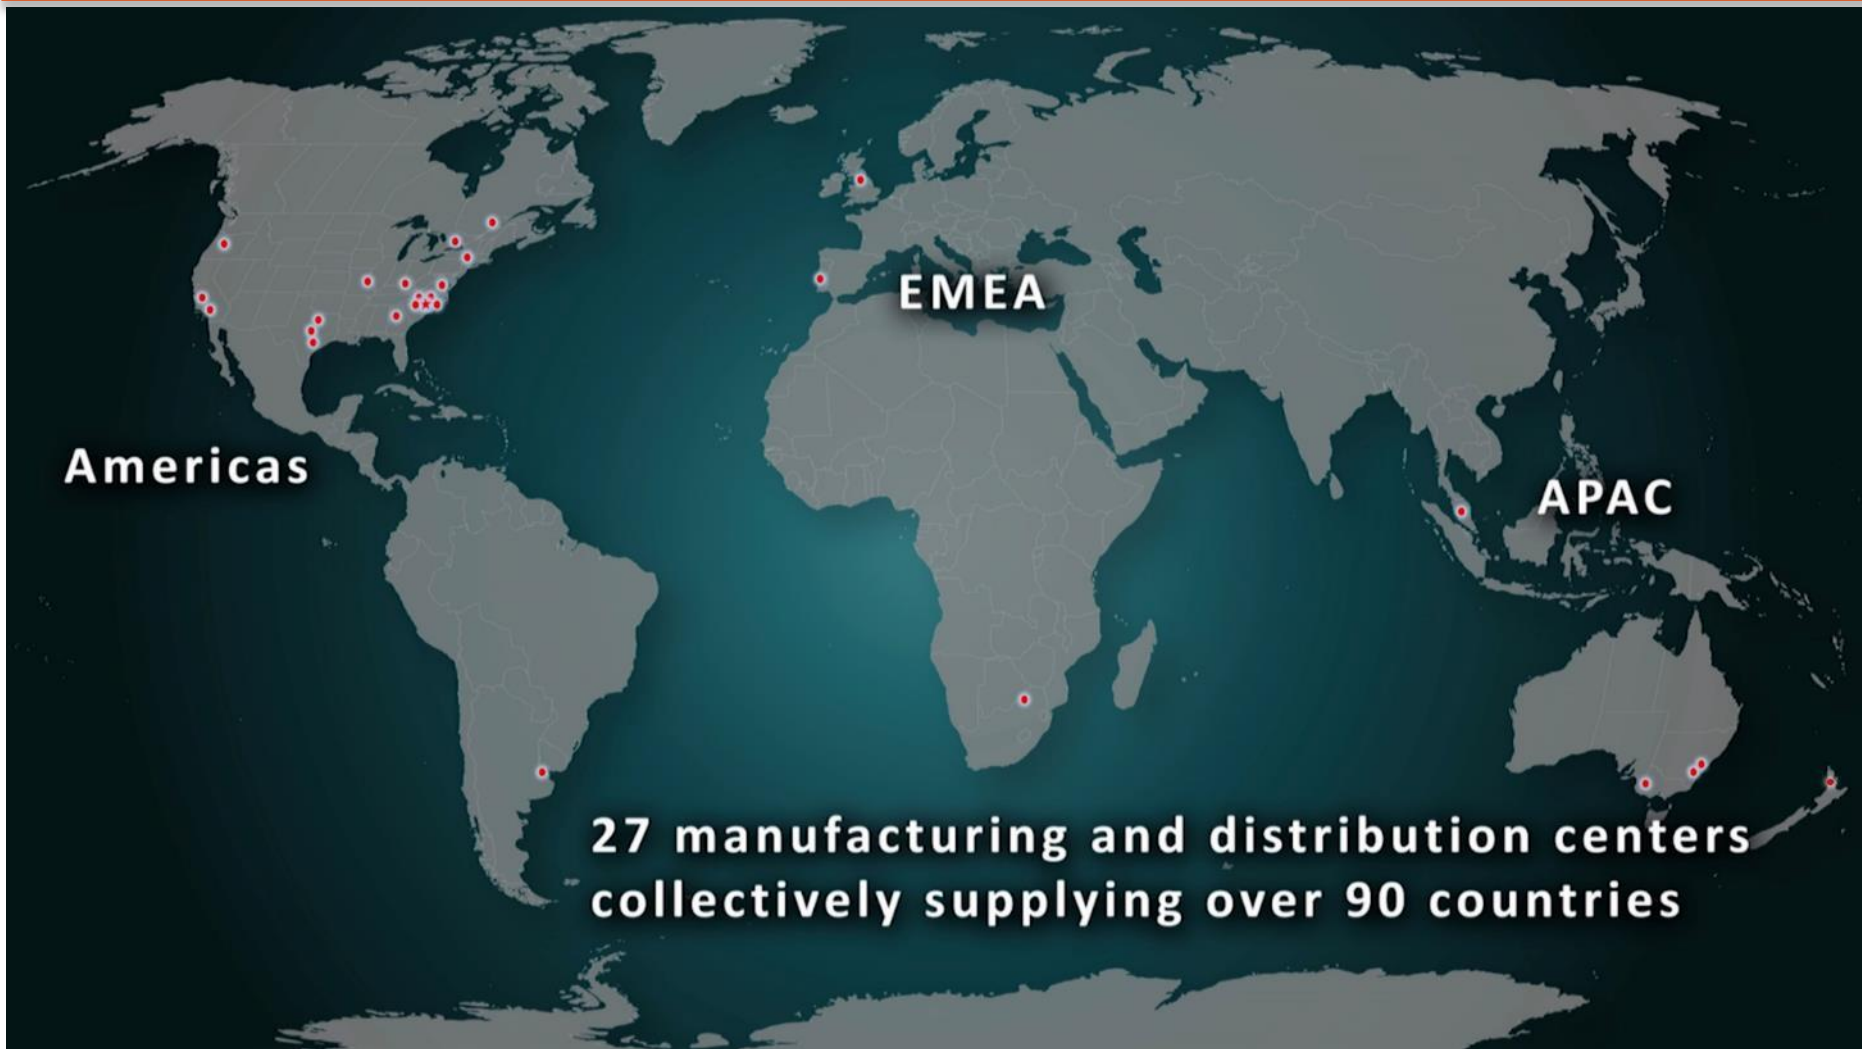 EMEA
Americas
APAC
27 manufacturing and distribution centers
collectively supplying over 90 countries